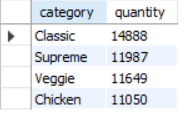 category quantity
Classic 14888
Supreme 11987
Veggie 11649
Chicken 11050